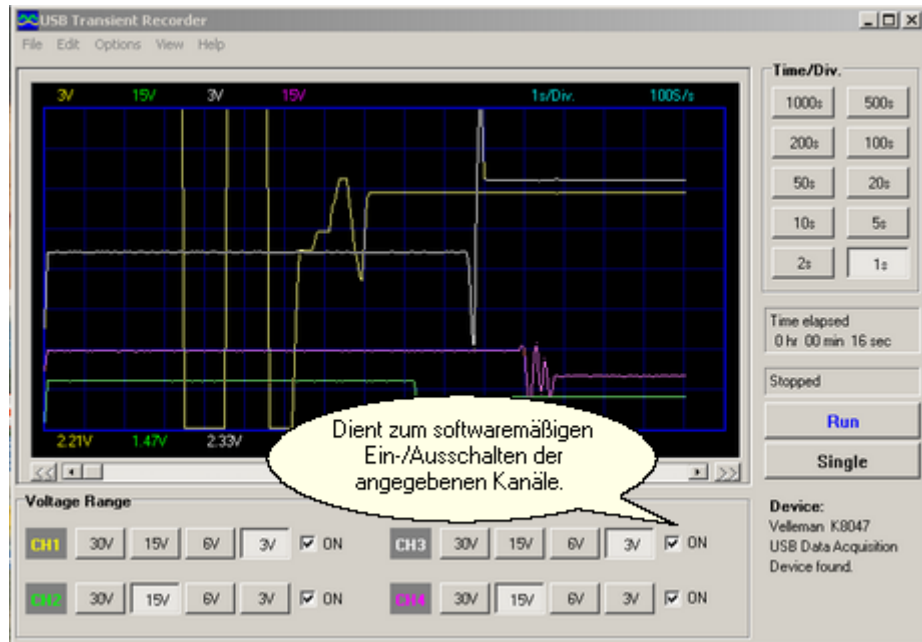 USB Transient Recorder
File Edit Options View Help
3V 15V 3V 15V 1s/Div. 100S/s
2.21V 1.47V 2.33V
Dient zum softwaremäßigen
Ein-/Ausschalten der
angegebenen Kanäle.
Time/Div.
1000s 500s
200s 100s
50s 20s
10s 5s
2s 1s
Time elapsed
0 hr 00 min 16 sec
Stopped
Run
Single
Voltage Range
CH1 30V 15V 6V 3V ON
CH3 30V 15V 6V 3V ON
CH2 30V 15V 6V 3V ON
CH4 30V 15V 6V 3V ON
Device:
Velleman K8047
USB Data Acquisition
Device found.